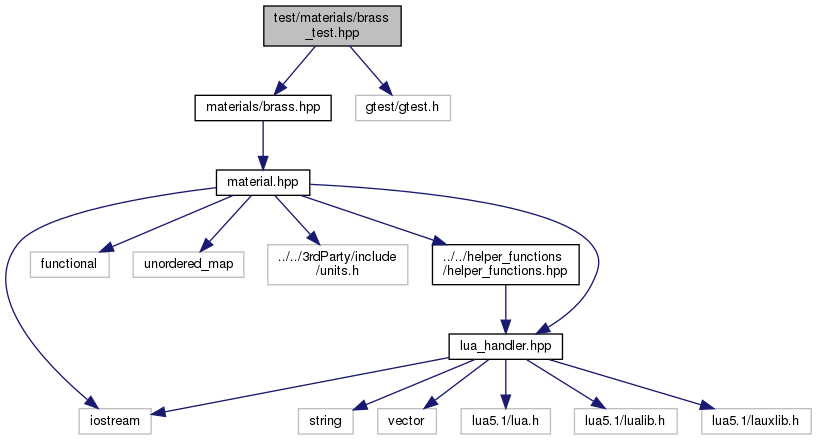 test/materials/brass
_test.hpp
materials/brass.hpp
gtest/gtest.h
material.hpp
functional
unordered_map
../../3rdParty/include
/units.h
../../helper_functions
/helper_functions.hpp
lua_handler.hpp
iostream
string
vector
lua5.1/lua.h
lua5.1/lualib.h
lua5.1/lauxlib.h